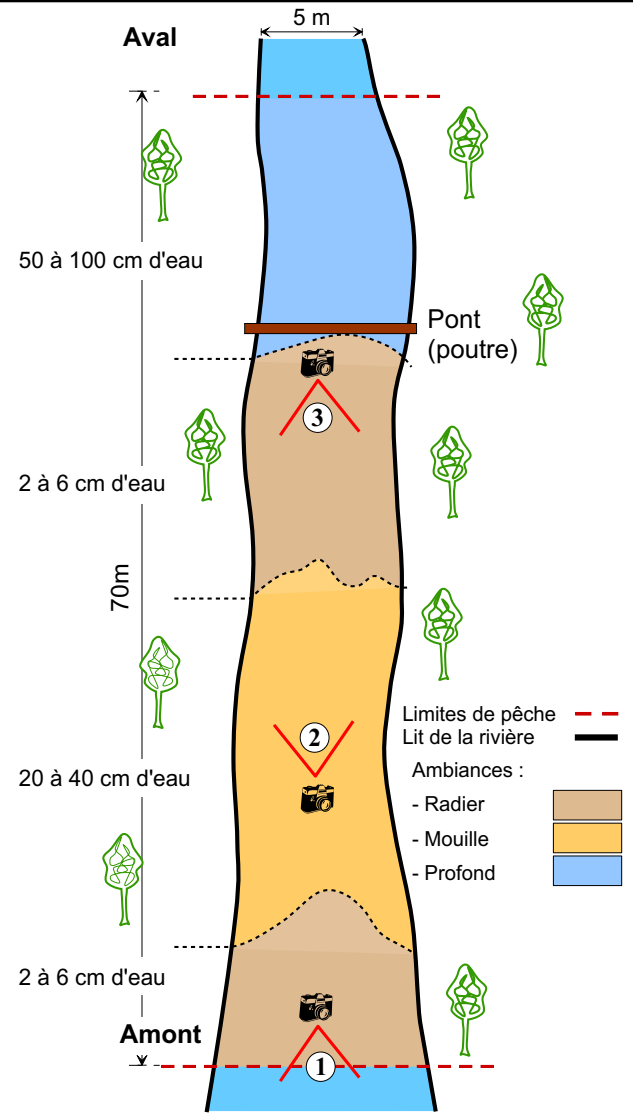 5 m
Aval
50 à 100 cm d'eau
Pont
(poutre)
3
2 à 6 cm d'eau
70m
2
Limites de pêche
Lit de la rivière
Ambiances :
- Radier
- Mouille
- Profond
20 à 40 cm d'eau
2 à 6 cm d'eau
Amont
1